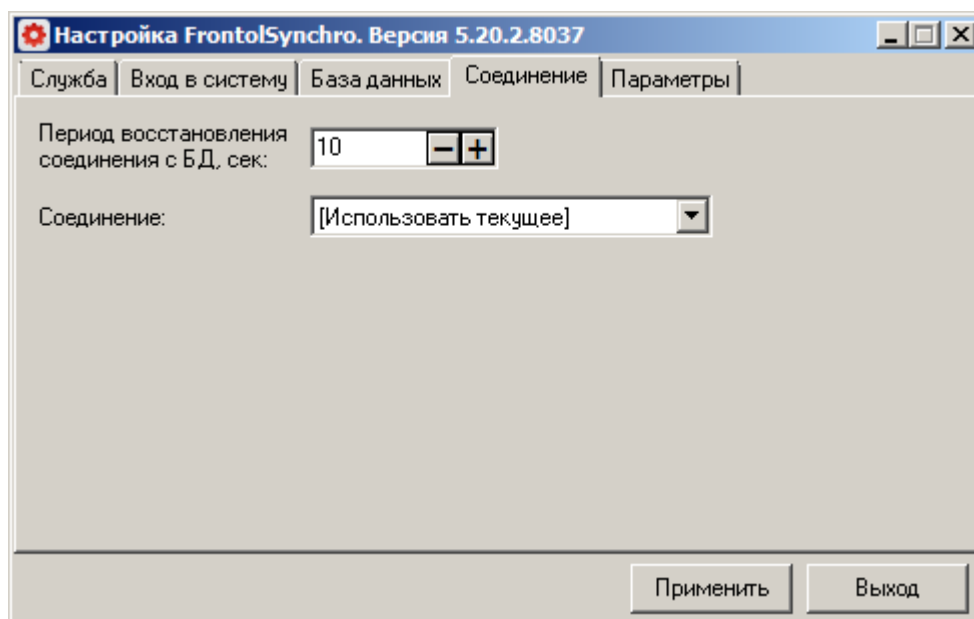 Настройка FrontolSynchro. Версия 5.20.2.8037
Служба Вход в систему База данных Соединение Параметры
Период восстановления
соединения с БД, сек:
10
Соединение:
[Использовать текущее]
Применить Выход